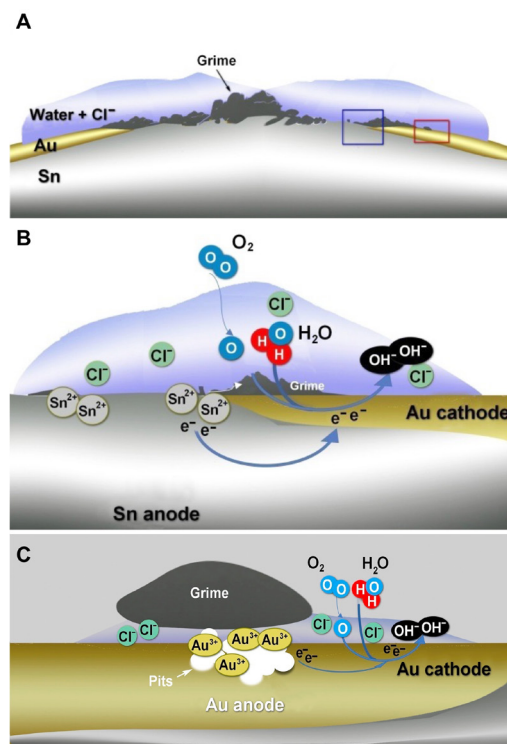 A
Grime
Water + Cl⁻
Au
Sn
B
O₂
O
O
Cl⁻
H
O
H
H₂O
O
Cl⁻
Cl⁻
OH⁻
OH⁻
Cl⁻
Sn²⁺
Sn²⁺
Sn²⁺
Sn²⁺
Grime
e⁻
e⁻
e⁻ e⁻
Au cathode
Sn anode
C
Grime
O₂
H₂O
O
O
H
O
H
Cl⁻
Cl⁻
Cl⁻
O
Cl⁻
OH⁻
OH⁻
Au³⁺
Au³⁺
Au³⁺
Au³⁺
Pits
e⁻
e⁻
e⁻
e⁻
Au cathode
Au anode